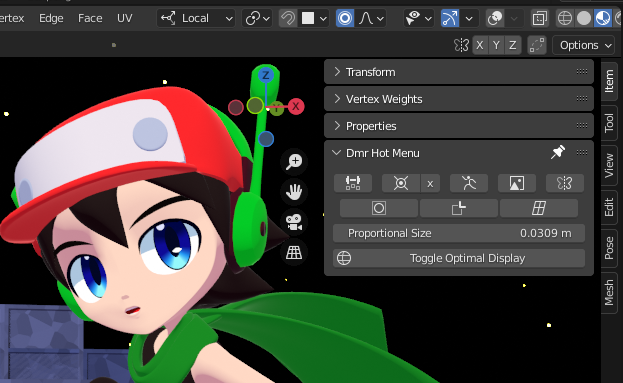 ertex Edge Face UV Local
X Y Z Options
Z
X
Y
Transform
Vertex Weights
Properties
Dmr Hot Menu
x
Proportional Size 0.0309 m
Toggle Optimal Display
Item
Tool
View
Edit
Pose
Mesh